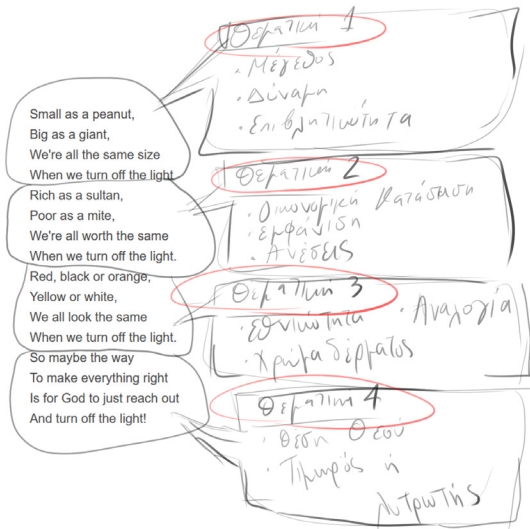 Small as a peanut,
Big as a giant,
We're all the same size
When we turn off the light
Rich as a sultan,
Poor as a mite,
We're all worth the same
When we turn off the light.
Red, black or orange,
Yellow or white,
We all look the same
When we turn off the light.
So maybe the way
To make everything right
Is for God to just reach out
And turn off the light!
Θεματική 1
· Μέγεθος
· Δύναμη
· Επιβλητικότητα
Θεματική 2
· Οικονομική Κατάσταση
· Εμφάνιση
· Ανέσεις
Θεματική 3
· Εθνικότητα · Αναλογία
· Χρώμα δέρματος
Θεματική 4
· Θέση Θεού
· Τιμωρός ή
Λυτρωτής